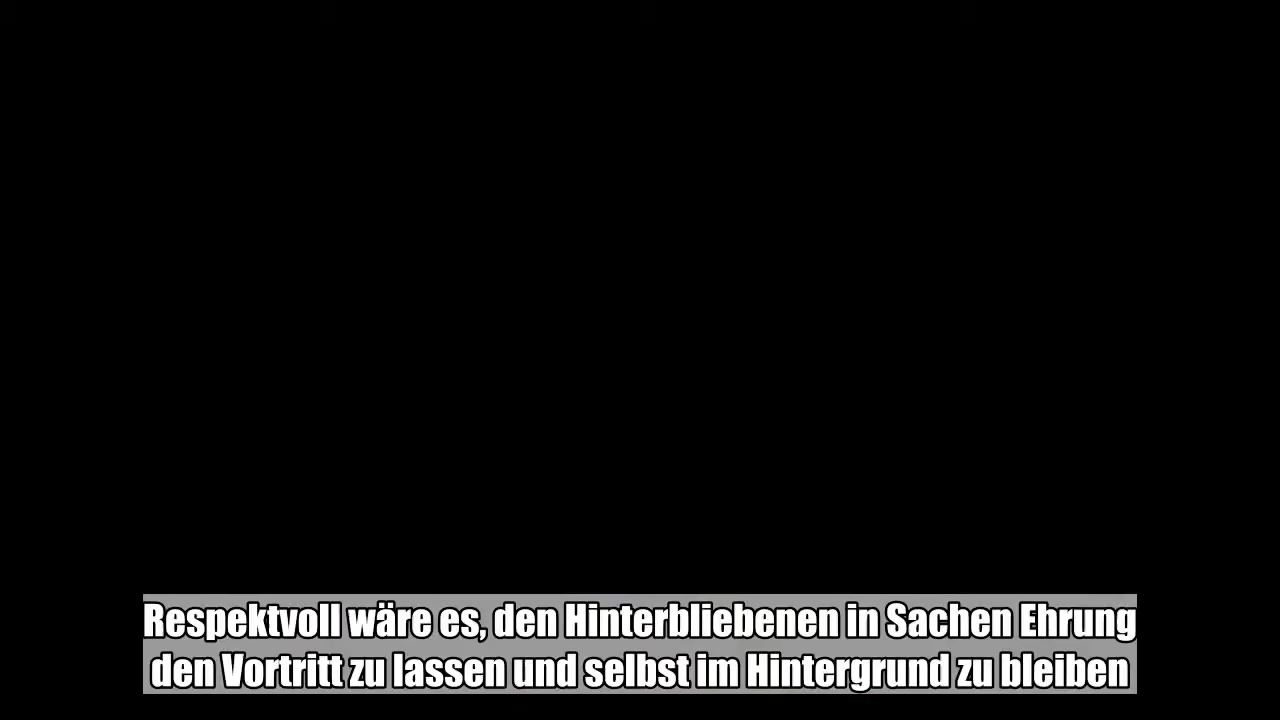 Respektvoll wäre es, den Hinterbliebenen in Sachen Ehrung
den Vortritt zu lassen und selbst im Hintergrund zu bleiben